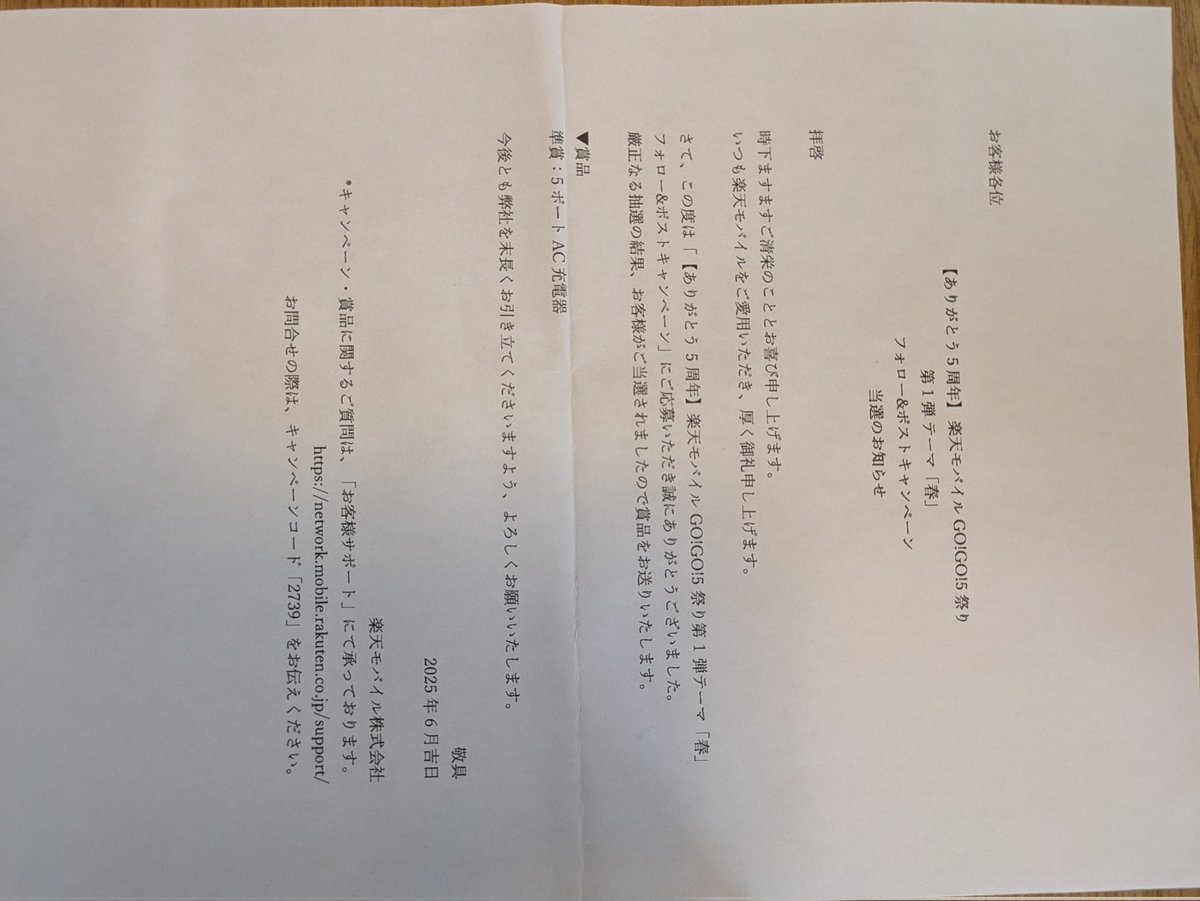 お客様各位
【ありがとう5周年】楽天モバイル GO!GO!5 祭り
第1弾テーマ「春」
フォロー&ポストキャンペーン
当選のお知らせ
拝啓
時下ますますご清栄のこととお喜び申し上げます。
いつも楽天モバイルをご愛用いただき、厚く御礼申し上げます。
さて、この度は「【ありがとう5周年】楽天モバイル GO!GO!5 祭り第1弾テーマ「春」
フォロー&ポストキャンペーン」にご応募いただき誠にありがとうございました。
厳正なる抽選の結果、お客様がご当選されましたので賞品をお送りいたします。
▼賞品
準賞:5ポート AC 充電器
今後とも弊社を末長くお引き立てくださいますよう、よろしくお願いいたします。
敬具
2025年6月吉日
楽天モバイル株式会社
*キャンペーン・賞品に関するご質問は、「お客様サポート」にて承っております。
https://network.mobile.rakuten.co.jp/support/
お問合せの際は、キャンペーンコード「2739」をお伝えください。